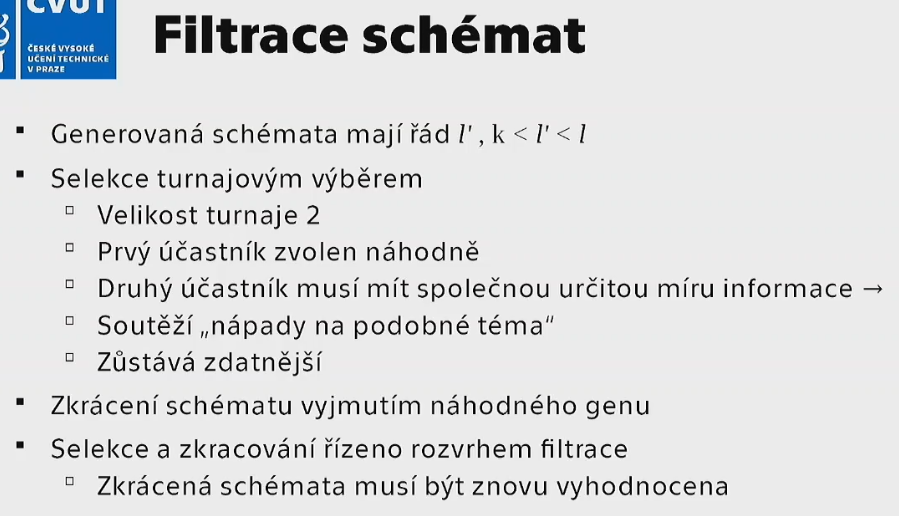 ČVUT
ČESKÉ VYSOKÉ
UČENÍ TECHNICKÉ
V PRAZE
Filtrace schémat
▪ Generovaná schémata mají řád l' , k < l' < l
▪ Selekce turnajovým výběrem
▫ Velikost turnaje 2
▫ Prvý účastník zvolen náhodně
▫ Druhý účastník musí mít společnou určitou míru informace →
▫ Soutěží „nápady na podobné téma“
▫ Zůstává zdatnější
▪ Zkrácení schématu vyjmutím náhodného genu
▪ Selekce a zkracování řízeno rozvrhem filtrace
▫ Zkrácená schémata musí být znovu vyhodnocena